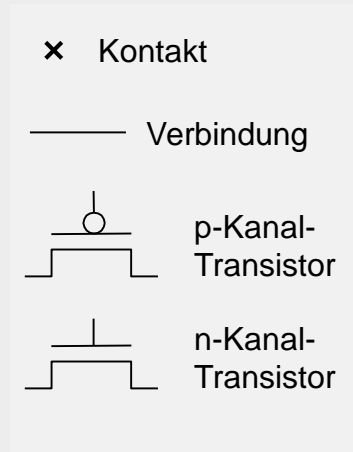 Kontakt
Verbindung
p-Kanal-
Transistor
n-Kanal-
Transistor